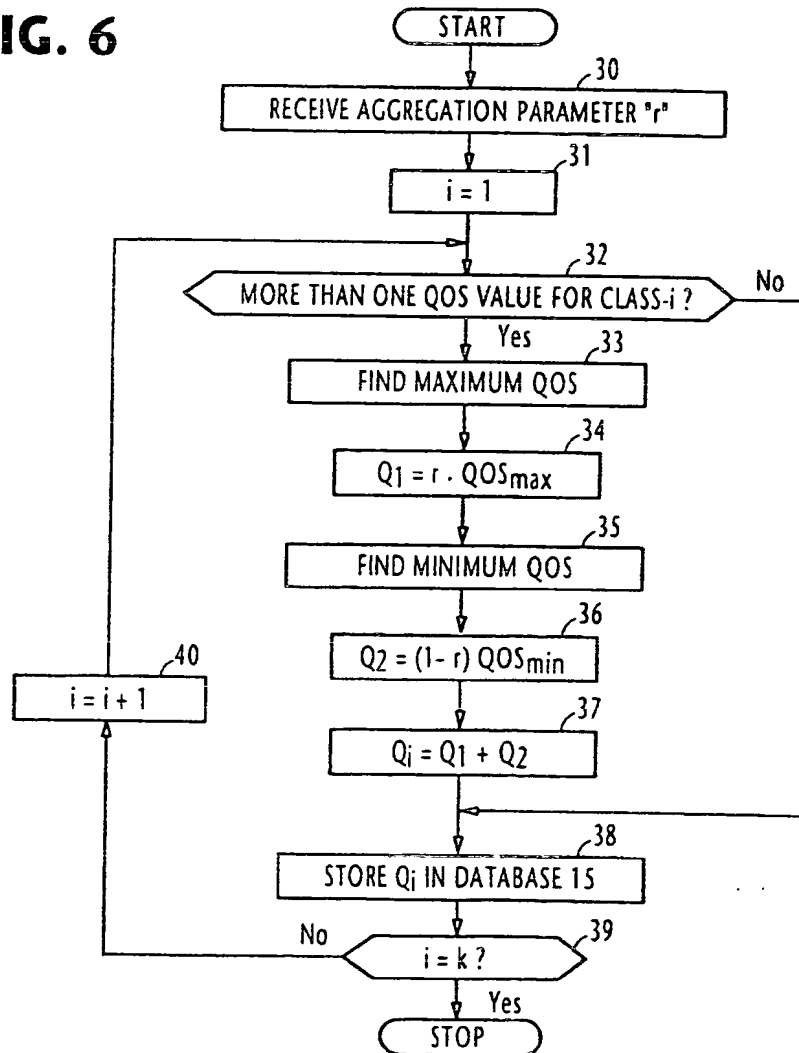 IG. 6
START
30
RECEIVE AGGREGATION PARAMETER "r"
31
i = 1
32
MORE THAN ONE QOS VALUE FOR CLASS-i ?
No
Yes
33
FIND MAXIMUM QOS
34
Q1 = r . QOSmax
35
FIND MINIMUM QOS
36
Q2 = (1- r) QOSmin
40
i = i + 1
37
Qi = Q1 + Q2
38
STORE Qi IN DATABASE 15
39
No
i = k ?
Yes
STOP